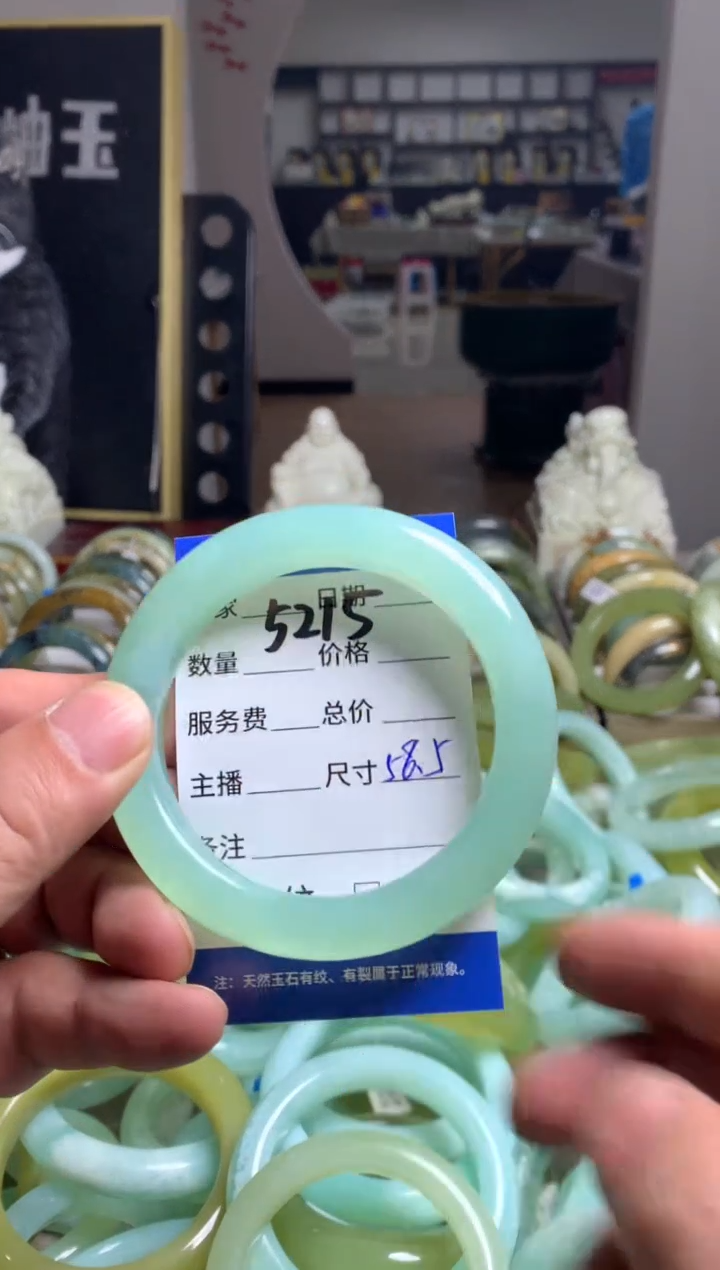 岫玉
家 日期
5215
数量 价格
服务费 总价
主播 尺寸 58.5
备注
注：天然玉石有纹、有裂属于正常现象。